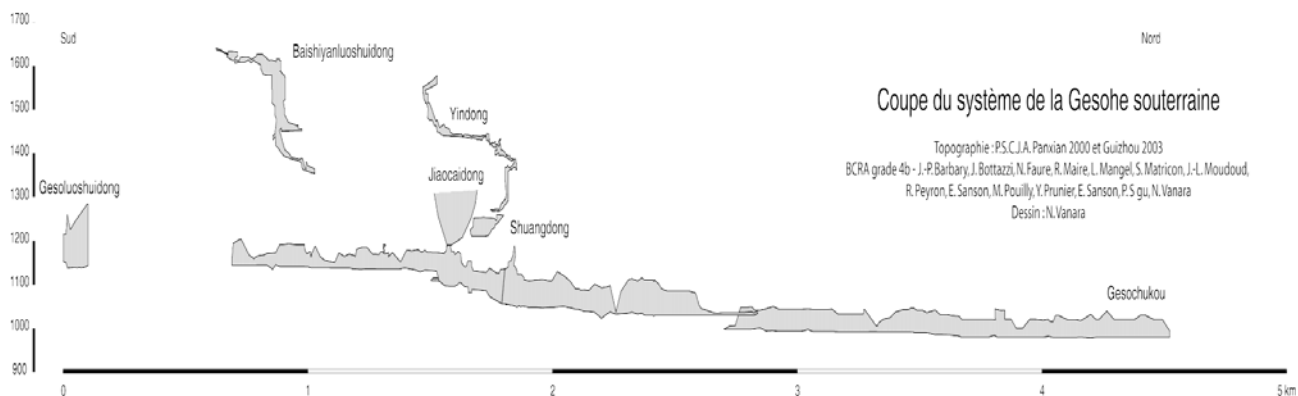 1700
Sud
Nord
1600
1500
1400
1300
1200
1100
1000
900
Baishiyanluoshuidong
Yindong
Jiaocaidong
Gesoluoshuidong
Shuangdong
Gesochukou
Coupe du système de la Gesohe souterraine
Topographie : P.S.C.J.A. Panxian 2000 et Guizhou 2003
BCRA grade 4b - J.-P. Barbary, J. Bottazzi, N. Faure, R. Maire, L. Mangel, S. Matricon, J.-L. Moudoud,
R. Peyron, E. Sanson, M. Pouilly, Y. Prunier, E. Sanson, P. S gu, N. Vanara
Dessin : N. Vanara
0 1 2 3 4 5 km